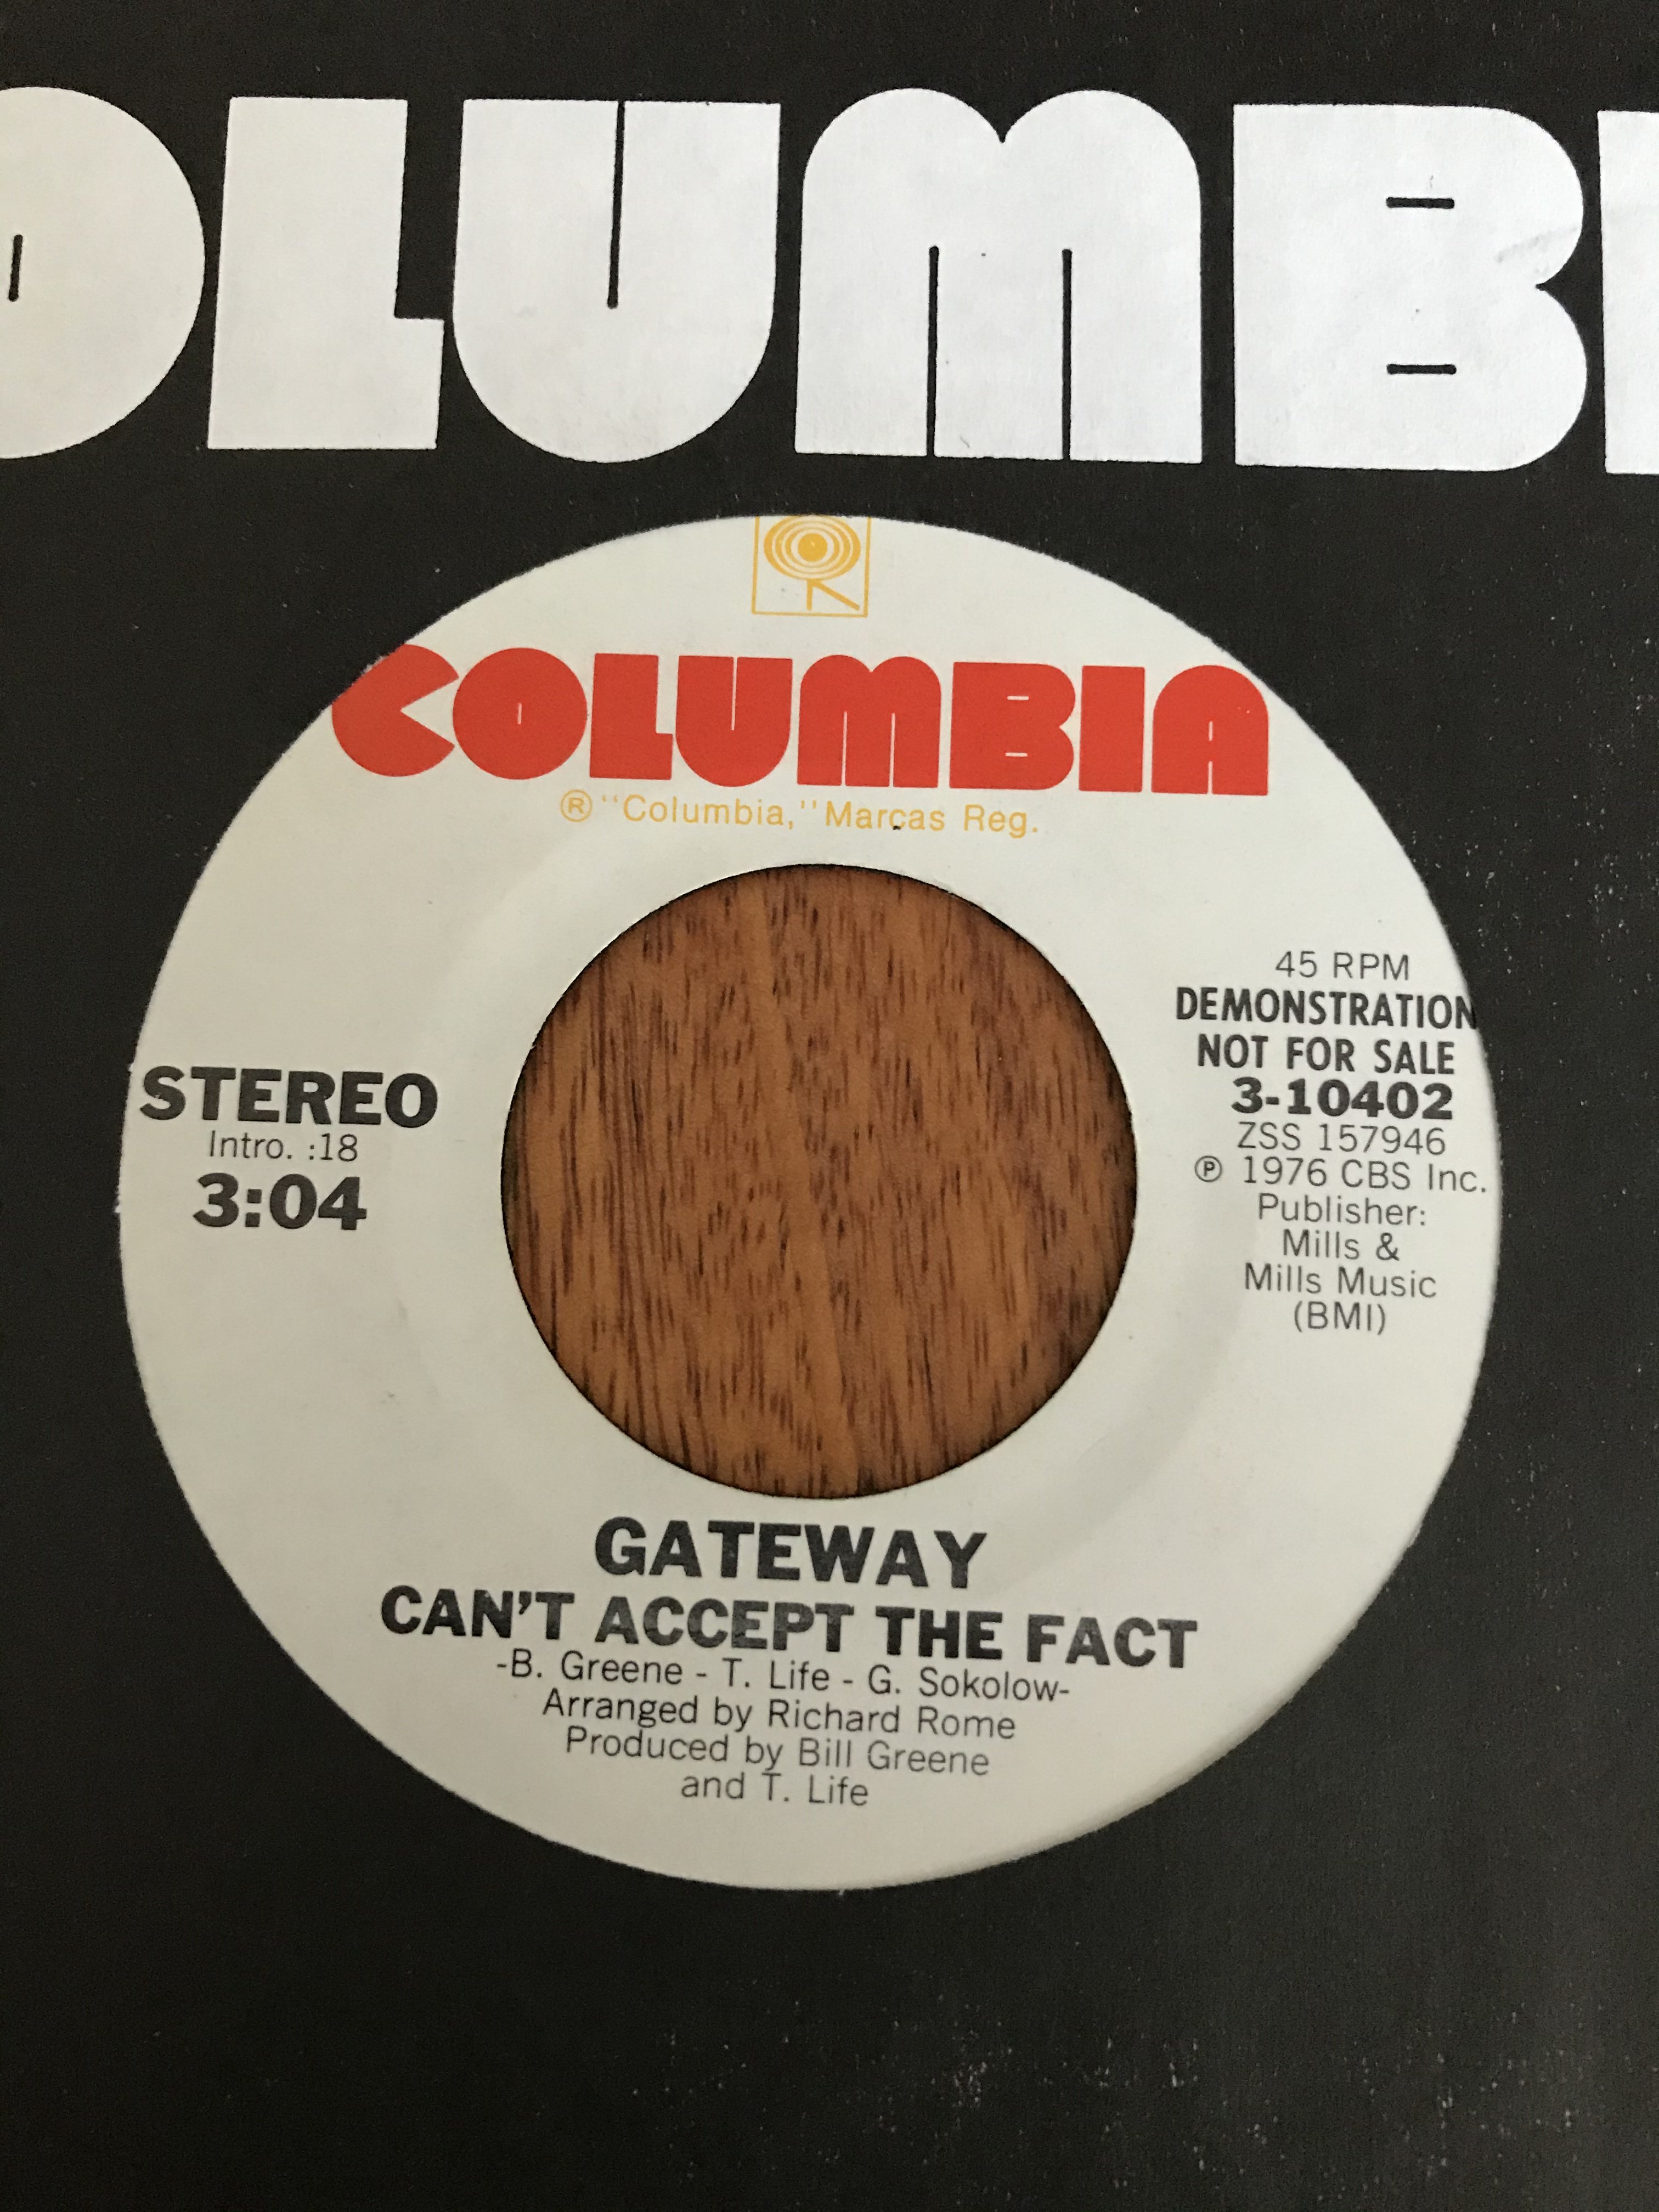 OLUMBI
COLUMBIA
® "Columbia," Marcas Reg.
45 RPM
DEMONSTRATION
NOT FOR SALE
3-10402
ZSS 157946
℗ 1976 CBS Inc.
Publisher:
Mills &
Mills Music
(BMI)
STEREO
Intro. :18
3:04
GATEWAY
CAN'T ACCEPT THE FACT
-B. Greene - T. Life - G. Sokolow-
Arranged by Richard Rome
Produced by Bill Greene
and T. Life